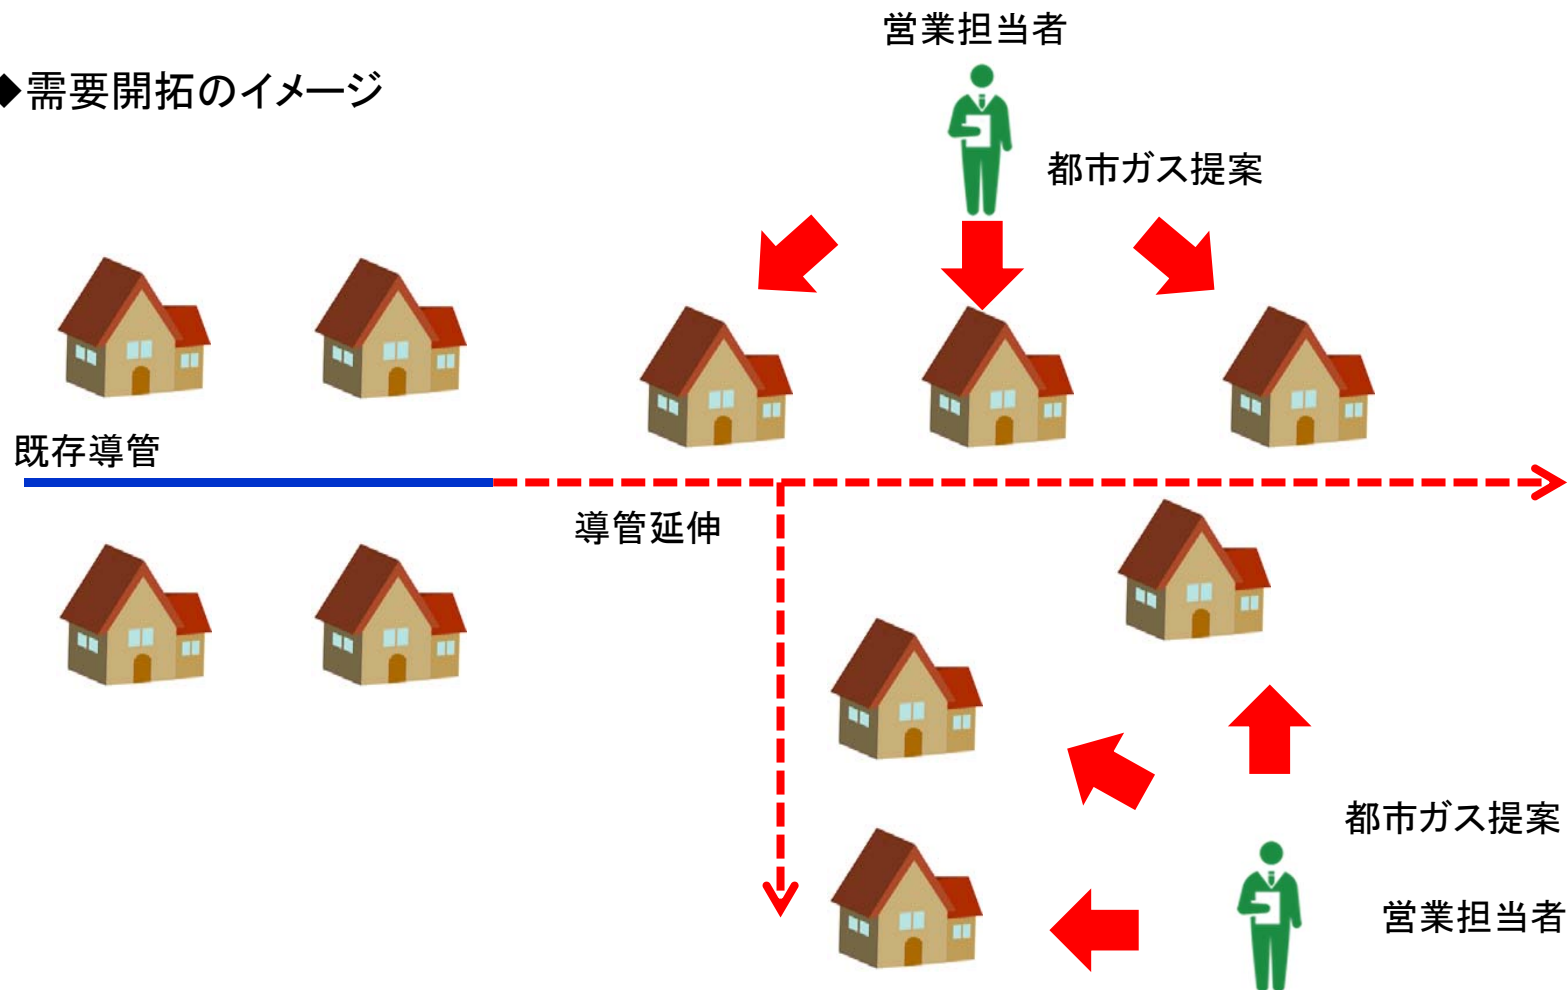 営業担当者
◆需要開拓のイメージ
都市ガス提案
既存導管
導管延伸
都市ガス提案
営業担当者